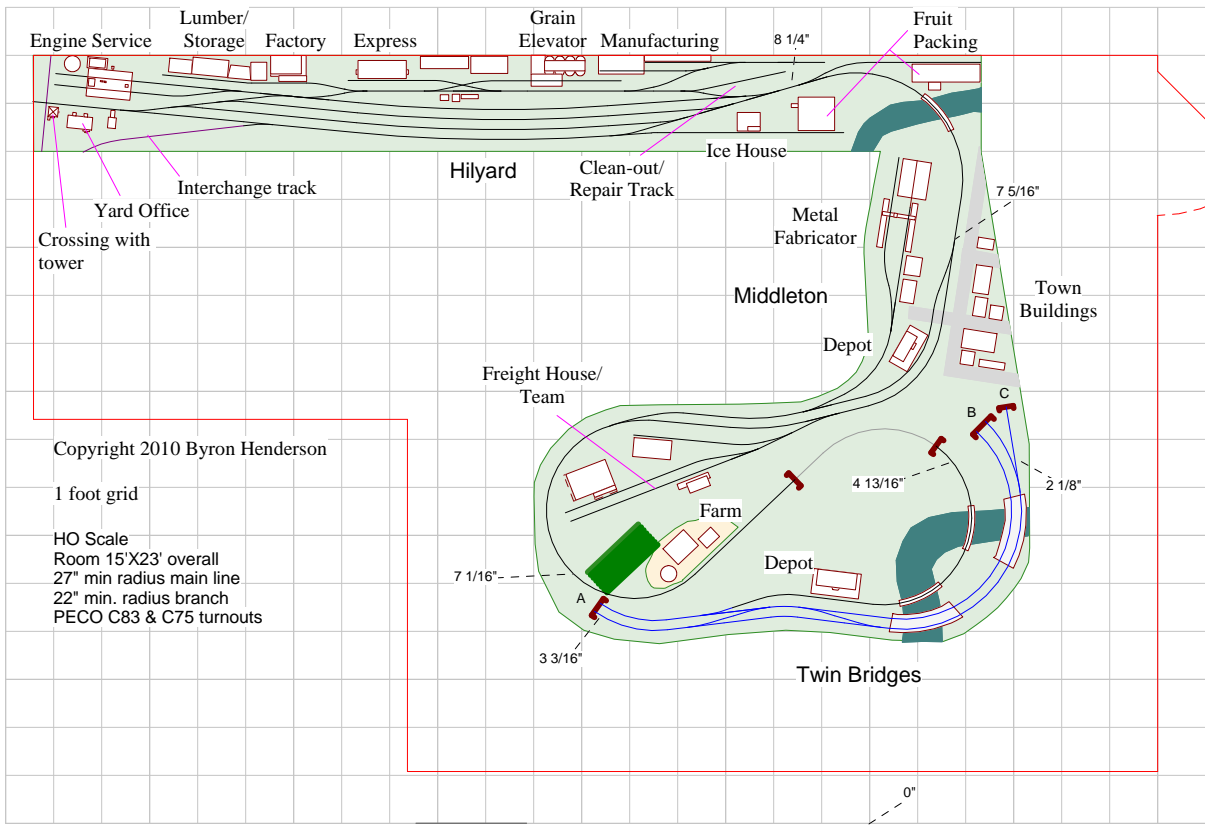 Engine Service
Lumber/
Storage
Factory
Express
Grain
Elevator
Manufacturing
8 1/4"
Fruit
Packing
Interchange track
Yard Office
Crossing with
tower
Hilyard
Clean-out/
Repair Track
Ice House
Metal
Fabricator
7 5/16"
Middleton
Town
Buildings
Depot
Freight House/
Team
C
B
Copyright 2010 Byron Henderson
1 foot grid
HO Scale
Room 15'X23' overall
27" min radius main line
22" min. radius branch
PECO C83 & C75 turnouts
4 13/16"
2 1/8"
Farm
Depot
7 1/16"
A
3 3/16"
Twin Bridges
0"